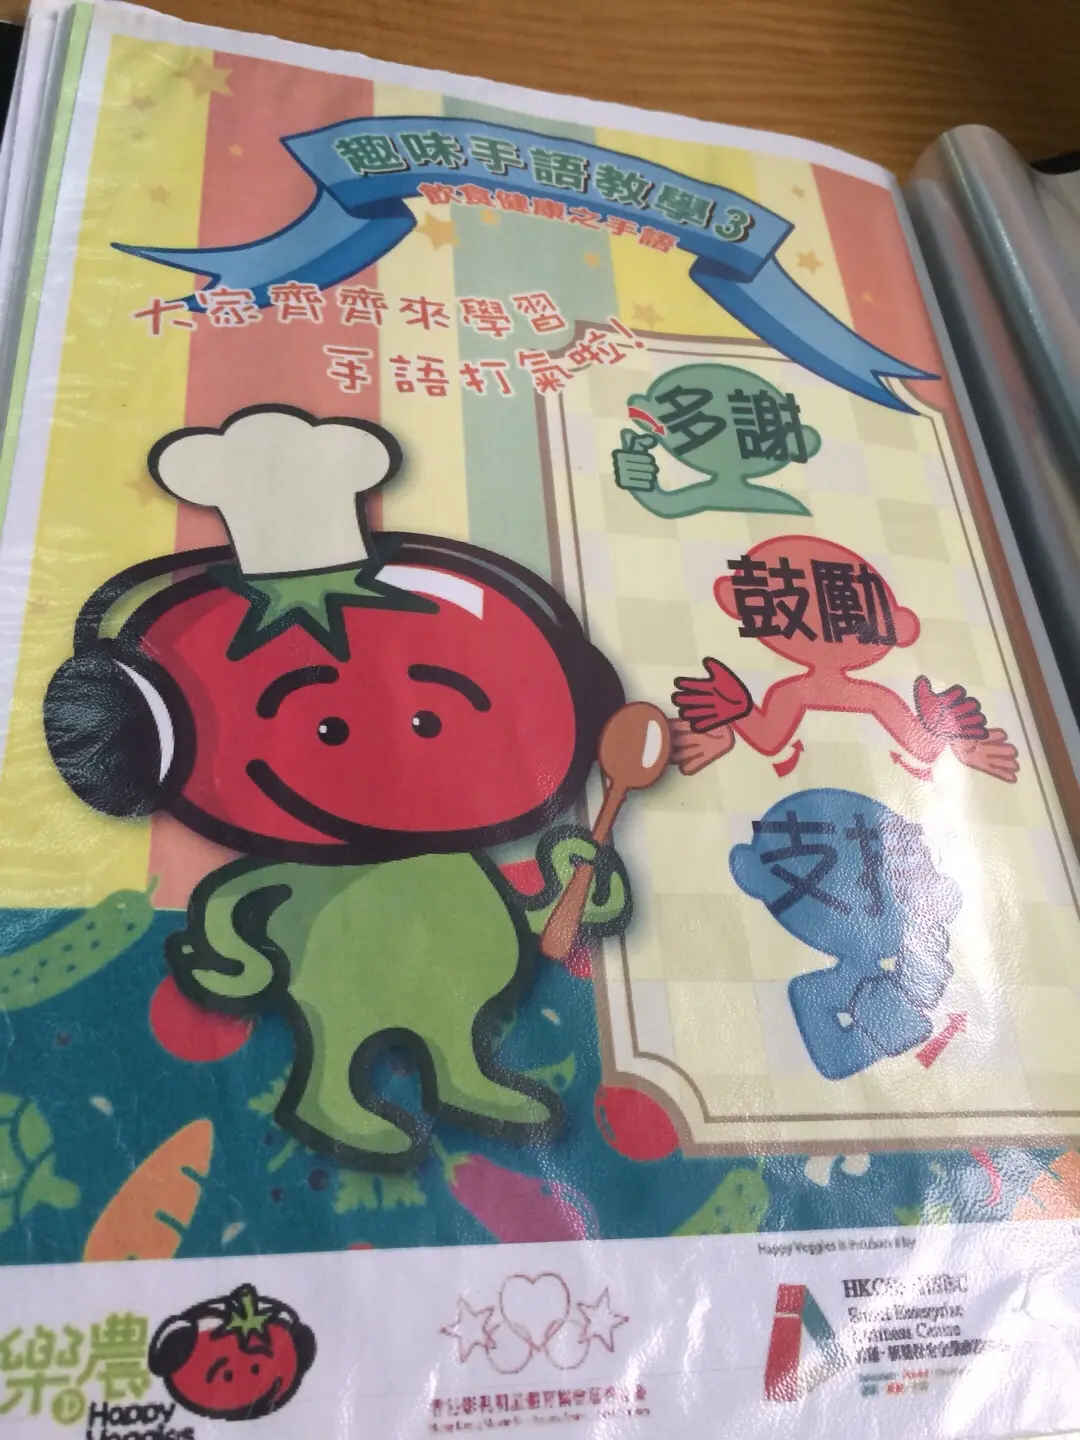 趣味手語教學3
飲食健康之手語
大家齊齊來學習
手語打氣啦!
多謝
鼓勵
支持
Happy Veggies is incubated by
樂農
Happy
Veggies
HKCSS - HSBC
Social Enterprise
Business Centre